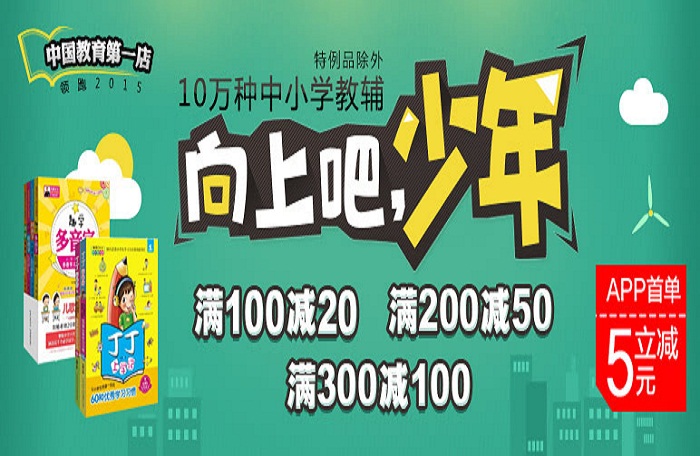 中国教育第一店
领跑2015
特例品除外
10万种中小学教辅
向上吧,少年
满100减20 满200减50
满300减100
APP首单
5元立减
多音字
丁丁
60种优秀学习习惯